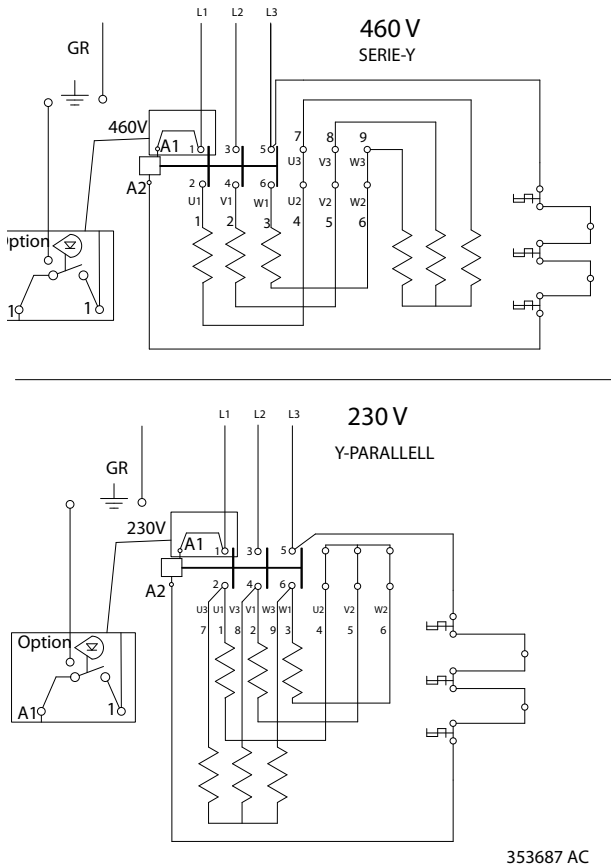 L1 L2 L3
460 V
SERIE-Y
GR
460V
A1 1 3 5 7 8 9
U3 V3 W3
A2 2 4 6
U1 V1 W1 U2 V2 W2
1 2 3 4 5 6
ption
1 1
L1 L2 L3
230 V
Y-PARALLELL
GR
230V
A1 1 3 5
A2 2 4 6
U3 U1 V3 V1 W3 W1 U2 V2 W2
7 1 8 2 9 3 4 5 6
Option
A1 1
353687 AC